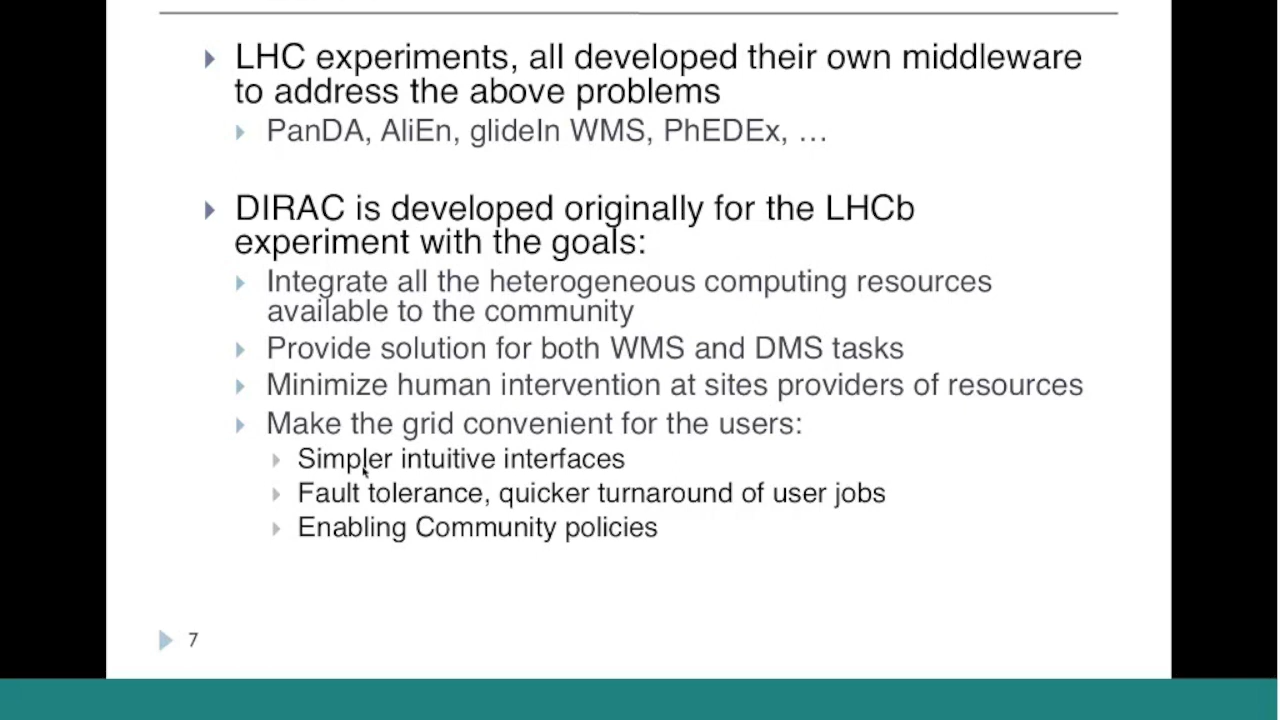 LHC experiments, all developed their own middleware
to address the above problems
PanDA, AliEn, glideIn WMS, PhEDEx, …
DIRAC is developed originally for the LHCb
experiment with the goals:
Integrate all the heterogeneous computing resources
available to the community
Provide solution for both WMS and DMS tasks
Minimize human intervention at sites providers of resources
Make the grid convenient for the users:
Simpler intuitive interfaces
Fault tolerance, quicker turnaround of user jobs
Enabling Community policies
7